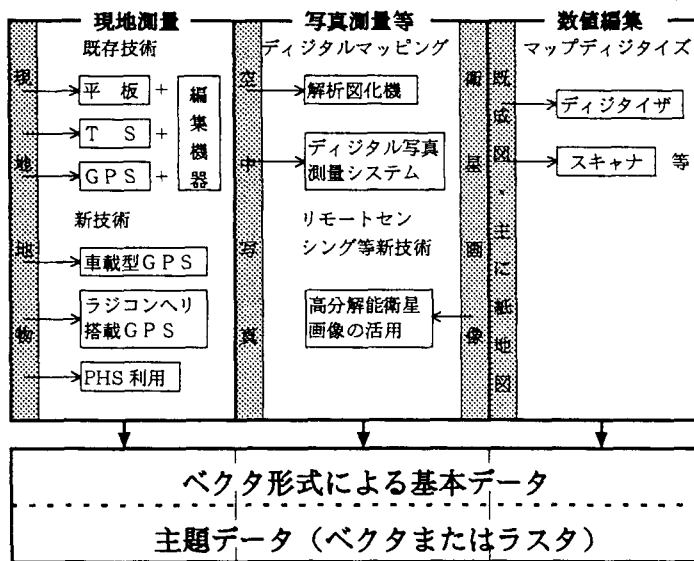 現地測量
既存技術
現地地物
平板 +
TS +
GPS +
編集機器
新技術
車載型GPS
ラジコンヘリ
搭載GPS
PHS利用
写真測量等
ディジタルマッピング
空中写真
解析図化機
ディジタル写真
測量システム
リモートセン
シング等新技術
高分解能衛星
画像の活用
衛星画像
数値編集
マップディジタイズ
既成図・主に紙地図
ディジタイザ
スキャナ 等
ベクタ形式による基本データ
主題データ（ベクタまたはラスタ）